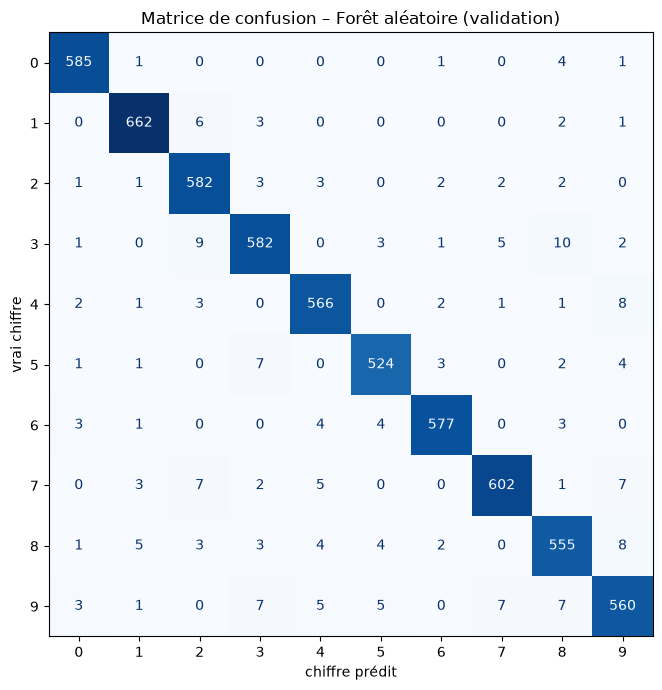 Matrice de confusion – Forêt aléatoire (validation)
0 585 1 0 0 0 0 1 0 4 1
1 0 662 6 3 0 0 0 0 2 1
2 1 1 582 3 3 0 2 2 2 0
3 1 0 9 582 0 3 1 5 10 2
4 2 1 3 0 566 0 2 1 1 8
5 1 1 0 7 0 524 3 0 2 4
6 3 1 0 0 4 4 577 0 3 0
7 0 3 7 2 5 0 0 602 1 7
8 1 5 3 3 4 4 2 0 555 8
9 3 1 0 7 5 5 0 7 7 560
0 1 2 3 4 5 6 7 8 9
chiffre prédit
vrai chiffre